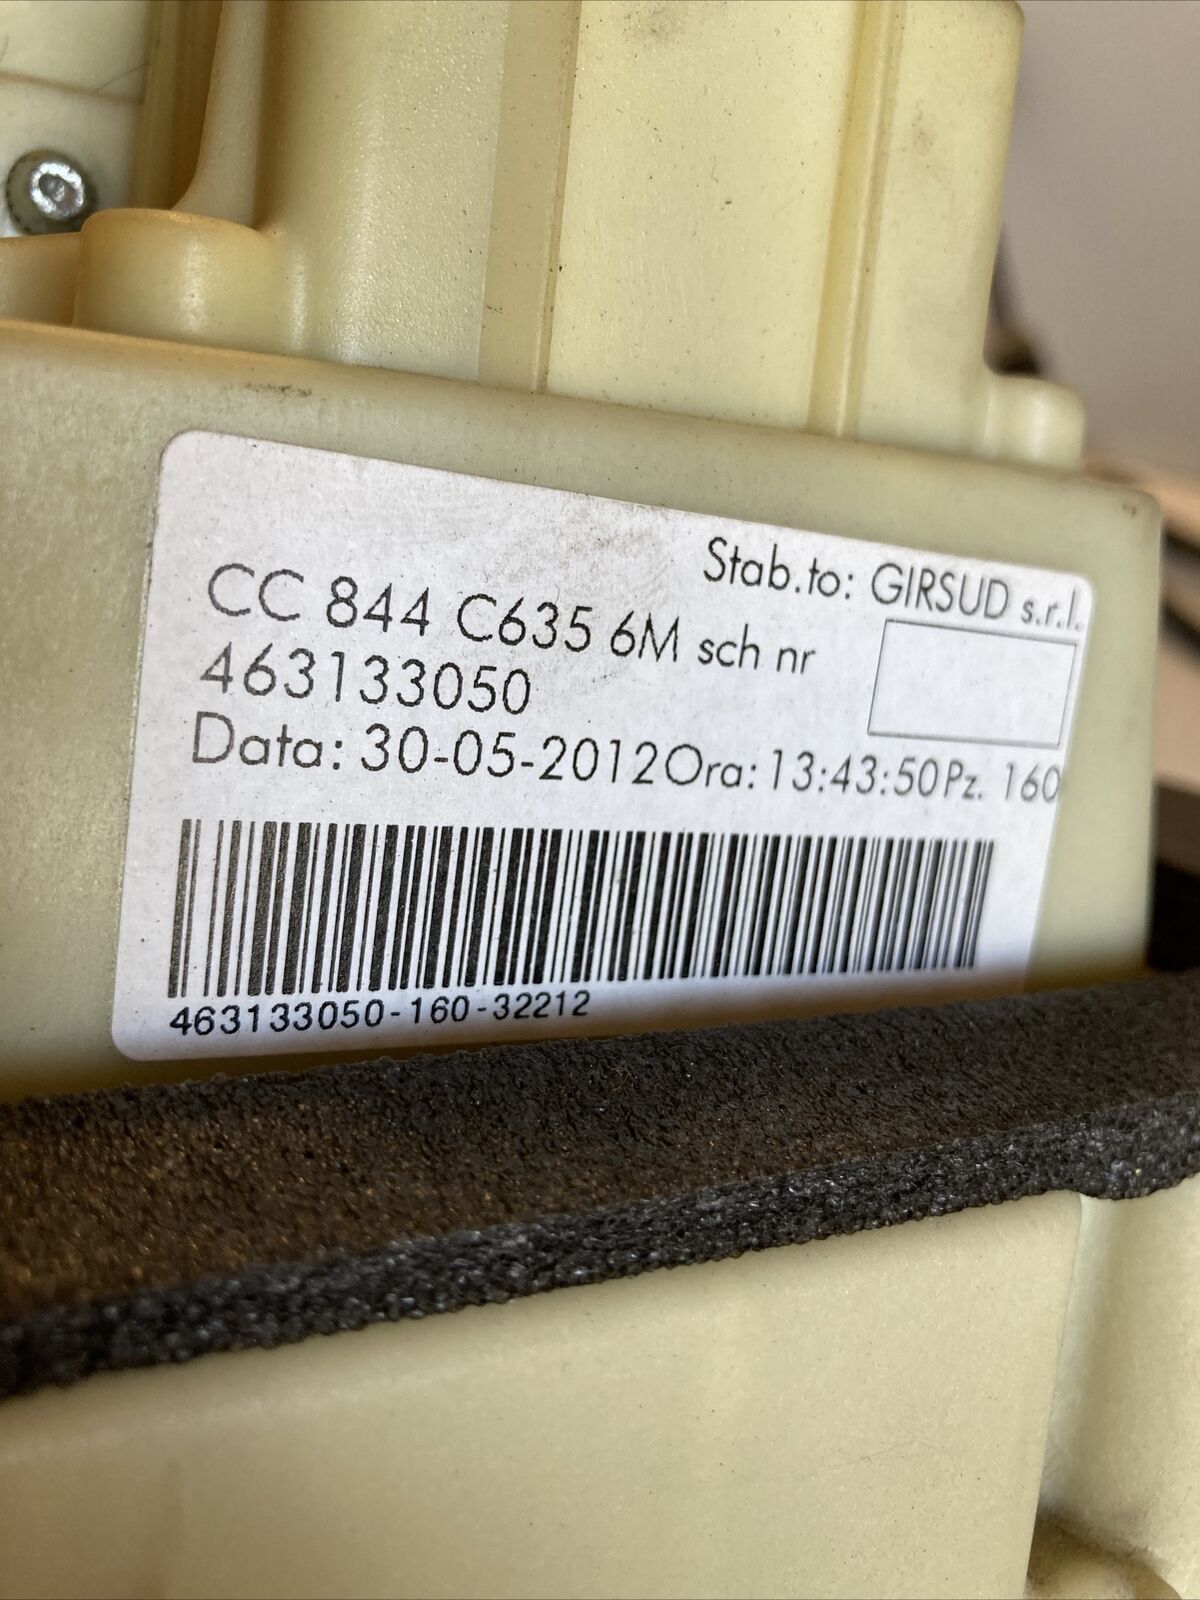 Stab.to: GIRSUD s.r.l.
CC 844 C635 6M sch nr
463133050
Data: 30-05-2012Ora: 13:43:50Pz. 160
463133050-160-32212